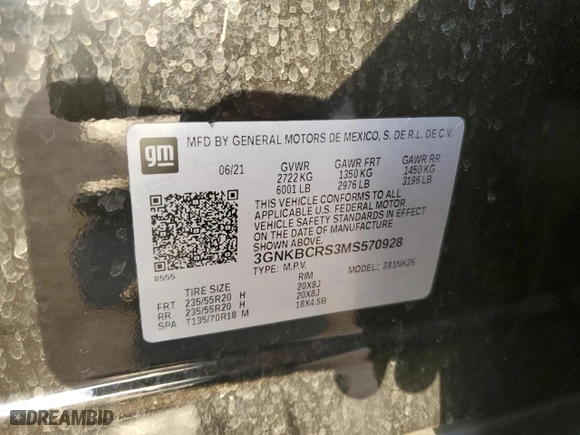 gm
MFD BY GENERAL MOTORS DE MEXICO, S. DE R.L. DE C.V.
06/21 GVWR GAWR FRT GAWR RR
2722 KG 1350 KG 1450 KG
6001 LB 2976 LB 3196 LB
THIS VEHICLE CONFORMS TO ALL
APPLICABLE U.S. FEDERAL MOTOR
VEHICLE SAFETY STANDARDS IN EFFECT
ON THE DATE OF MANUFACTURE
SHOWN ABOVE.
3GNKBCRS3MS570928
8555 TYPE: M.P.V. MODEL: 381NK26
TIRE SIZE RIM
FRT 235/55R20 H 20X8J
RR 235/55R20 H 20X8J
SPA T135/70R18 M 18X4.5B
DREAMBID